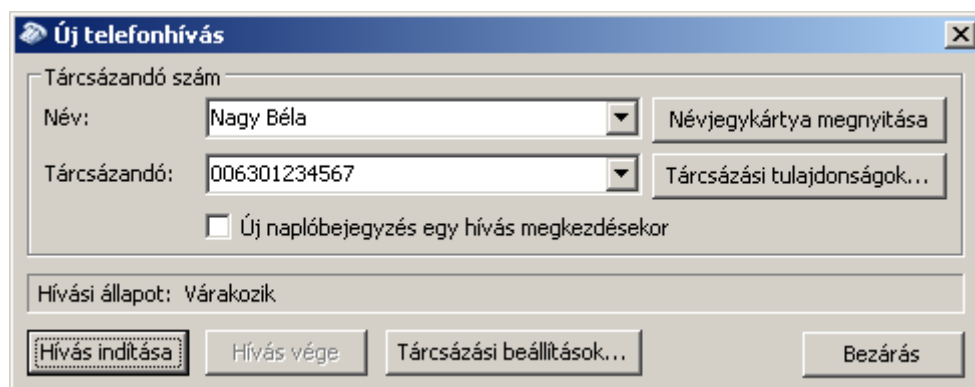 Új telefonhívás
Tárcsázandó szám
Név: Nagy Béla Névjegykártya megnyitása
Tárcsázandó: 006301234567 Tárcsázási tulajdonságok...
Új naplóbejegyzés egy hívás megkezdésekor
Hívási állapot: Várakozik
Hívás indítása Hívás vége Tárcsázási beállítások... Bezárás